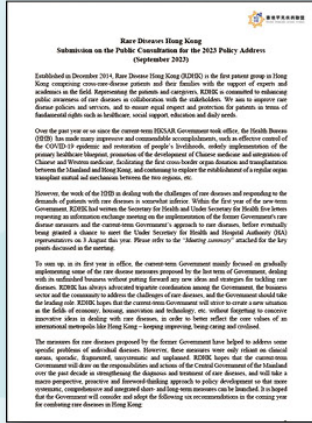 香港罕見疾病聯盟
Rare Diseases Hong Kong
Submission on the Public Consultation for the 2023 Policy Address
(September 2023)
Established in December 2014, Rare Disease Hong Kong (RDHK) is the first patient group in Hong
Kong comprising cross-rare-disease patients and their families with the support of experts and
academics in the field. Representing the patients and caregivers, RDHK is committed to enhancing
public awareness of rare diseases in collaboration with the stakeholders. We aim to improve rare
disease policies and services, and to ensure equal respect and protection for patients in terms of
fundamental rights such as healthcare, social support, education and daily needs.
Over the past year or so since the current-term HKSAR Government took office, the Health Bureau
(HHB) has made many impressive and commendable accomplishments, such as effective control of
the COVID-19 epidemic and restoration of people's livelihoods, orderly implementation of the
primary healthcare blueprint, promotion of the development of Chinese medicine and integration of
Chinese and Western medicine, facilitating the first cross-border organ donation and transplantation
between the Mainland and Hong Kong, and continuing to explore the establishment of a regular organ
transplant mutual aid mechanism between the two regions, etc.
However, the work of the HHB in dealing with the challenges of rare diseases and responding to the
demands of patients with rare diseases is somewhat inferior. Within the first year of the new-term
Government, RDHK had written the Secretary for Health and Under Secretary for Health five letters
requesting an information exchange meeting on the implementation of the former Government's rare
disease measures and the current-term Government's approach to rare diseases, before eventually
being granted a chance to meet the Under Secretary for Health and Hospital Authority (HA)
representatives on 3 August this year. Please refer to the "Meeting summary" attached for the key
points discussed in the meeting.
To sum up, in its first year in office, the current-term Government mainly focused on gradually
implementing some of the rare disease measures proposed by the last term of Government, dealing
with its unfinished business without putting forward any new ideas and strategies for tackling rare
diseases. RDHK has always advocated tripartite coordination among the Government, the business
sector and the community to address the challenges of rare diseases, and the Government should take
the leading role. RDHK hopes that the current-term Government will strive to create a new situation
in the fields of economy, housing, innovation and technology, etc. without forgetting to conceive
innovative ideas in dealing with rare diseases, in order to better reflect the core values of an
international metropolis like Hong Kong – keeping improving, being caring and civilised.
The measures for rare diseases proposed by the former Government have helped to address some
specific problems of individual diseases. However, these measures were only reliant on clinical
means, sporadic, fragmented, unsystematic and unplanned. RDHK hopes that the current-term
Government will draw on the responsibilities and actions of the Central Government of the Mainland
over the past decade in strengthening the diagnosis and treatment of rare diseases, and will take a
macro-perspective, proactive and forward-thinking approach to policy development so that more
systematic, comprehensive and integrated short- and long-term measures can be launched. It is hoped
that the Government will consider and adopt the following six recommendations in the coming year
for combating rare diseases in Hong Kong: